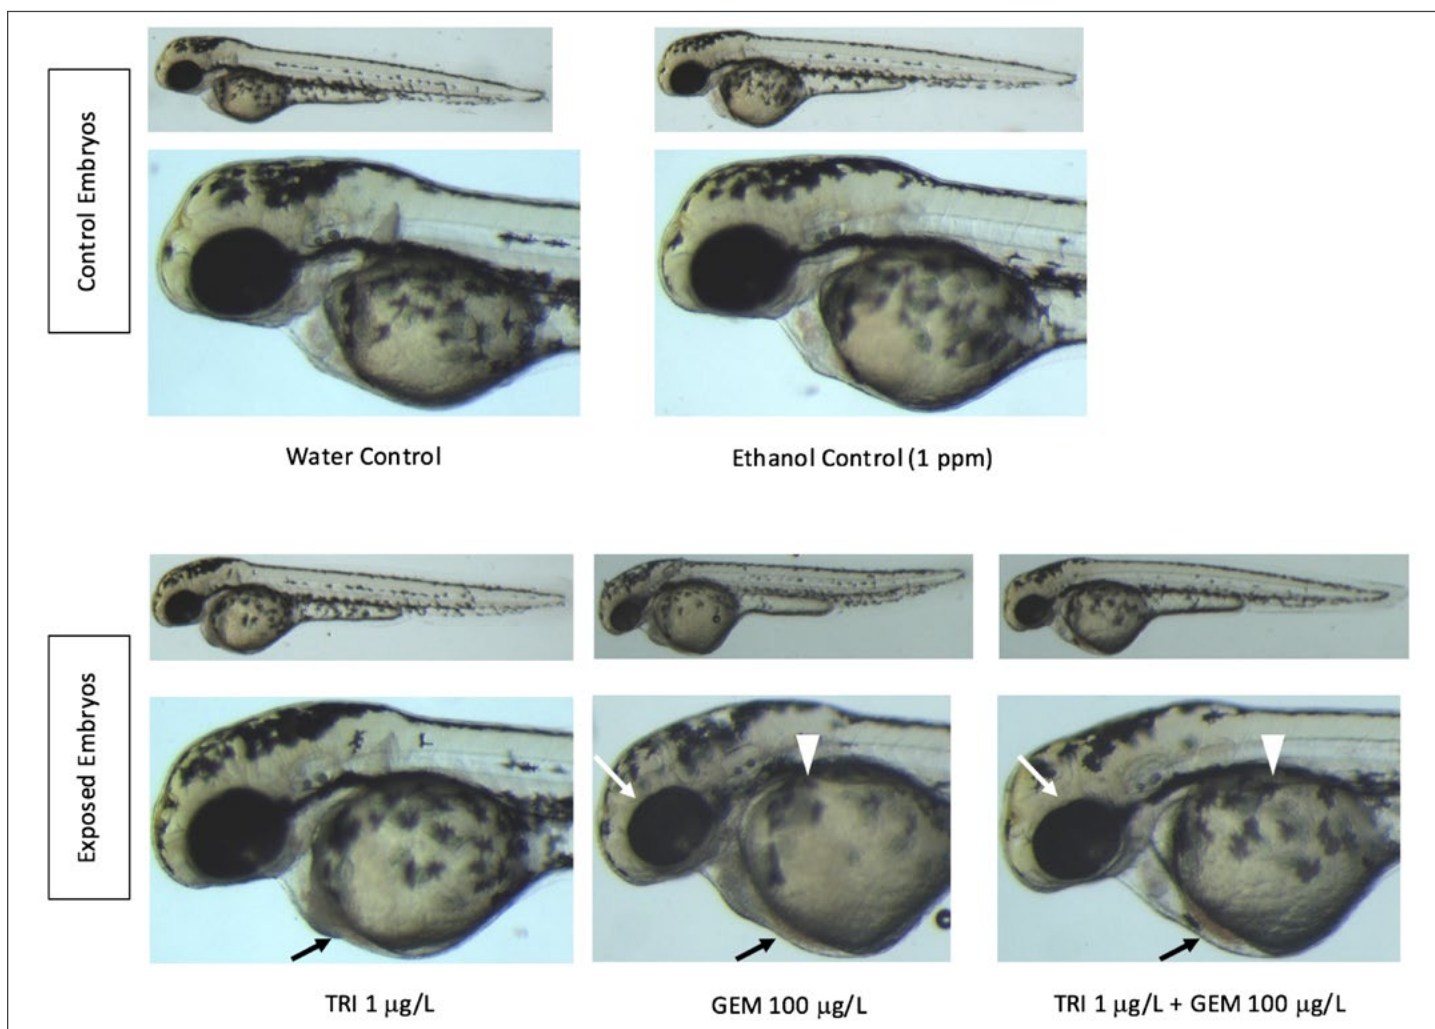 Control Embryos
Water Control
Ethanol Control (1 ppm)
Exposed Embryos
TRI 1 μg/L
GEM 100 μg/L
TRI 1 μg/L + GEM 100 μg/L